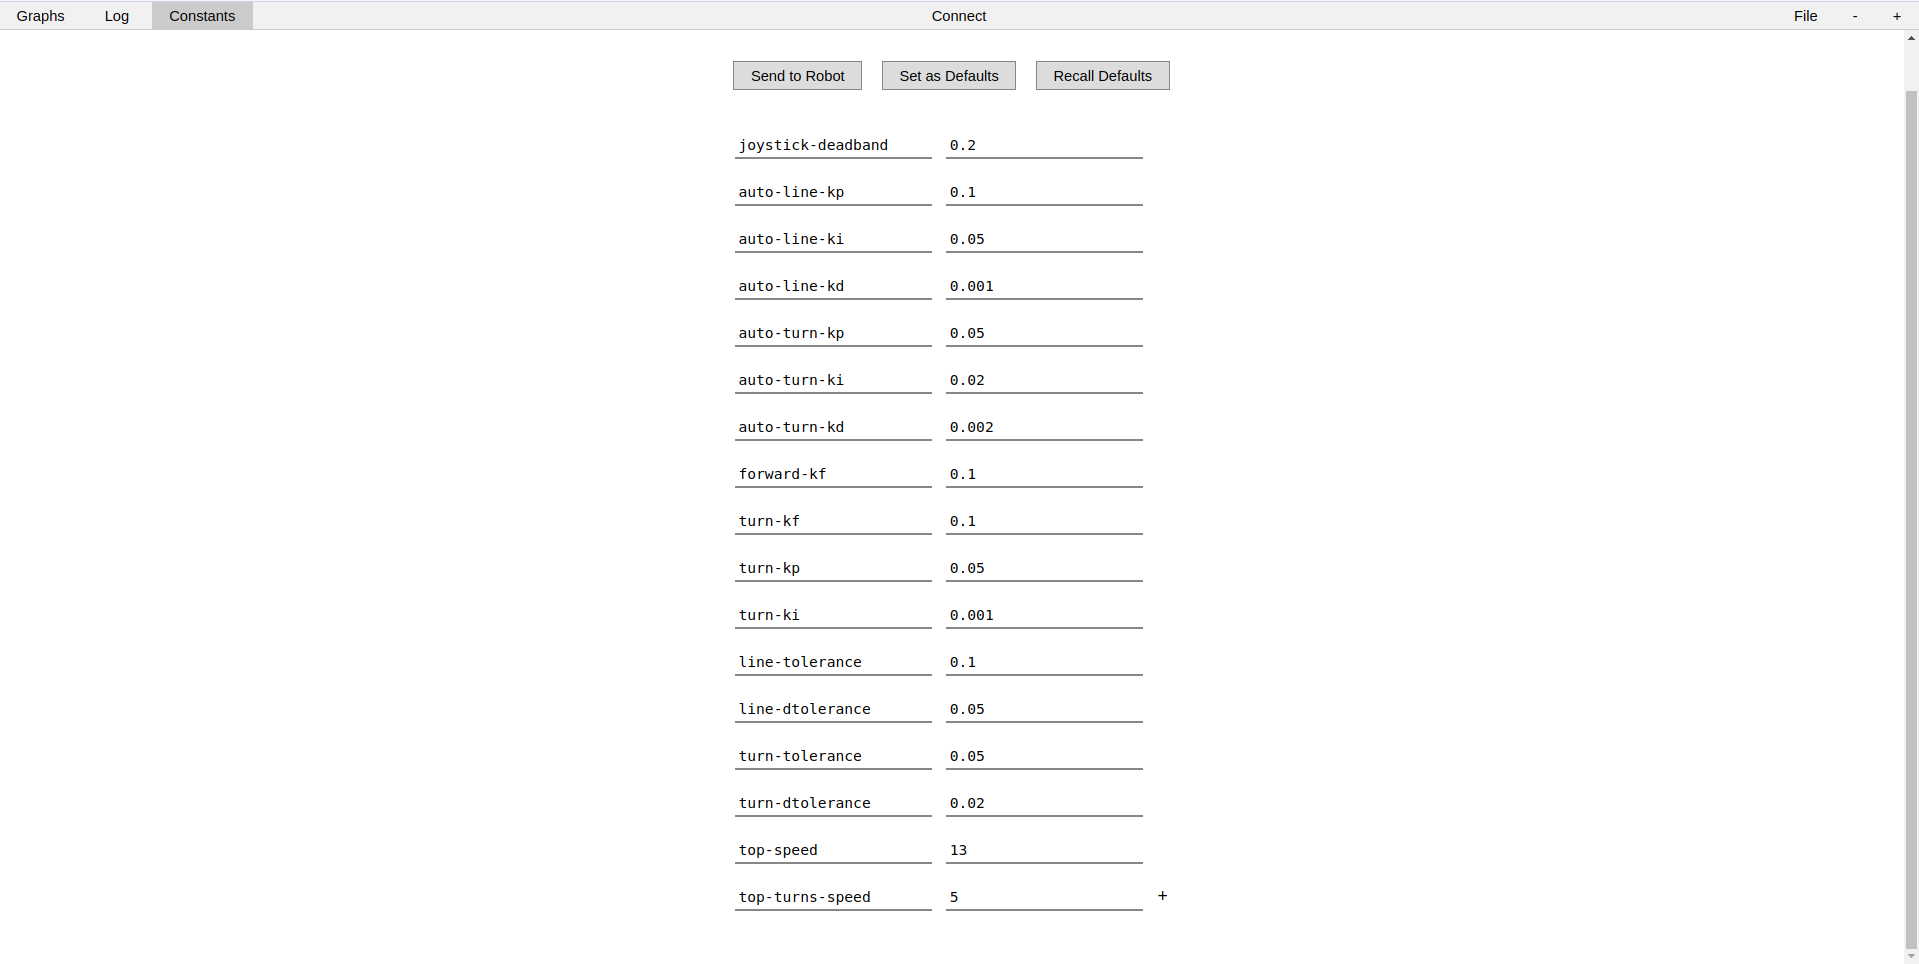 Graphs Log Constants Connect File - +
Send to Robot Set as Defaults Recall Defaults
joystick-deadband 0.2
auto-line-kp 0.1
auto-line-ki 0.05
auto-line-kd 0.001
auto-turn-kp 0.05
auto-turn-ki 0.02
auto-turn-kd 0.002
forward-kf 0.1
turn-kf 0.1
turn-kp 0.05
turn-ki 0.001
line-tolerance 0.1
line-dtolerance 0.05
turn-tolerance 0.05
turn-dtolerance 0.02
top-speed 13
top-turns-speed 5 +